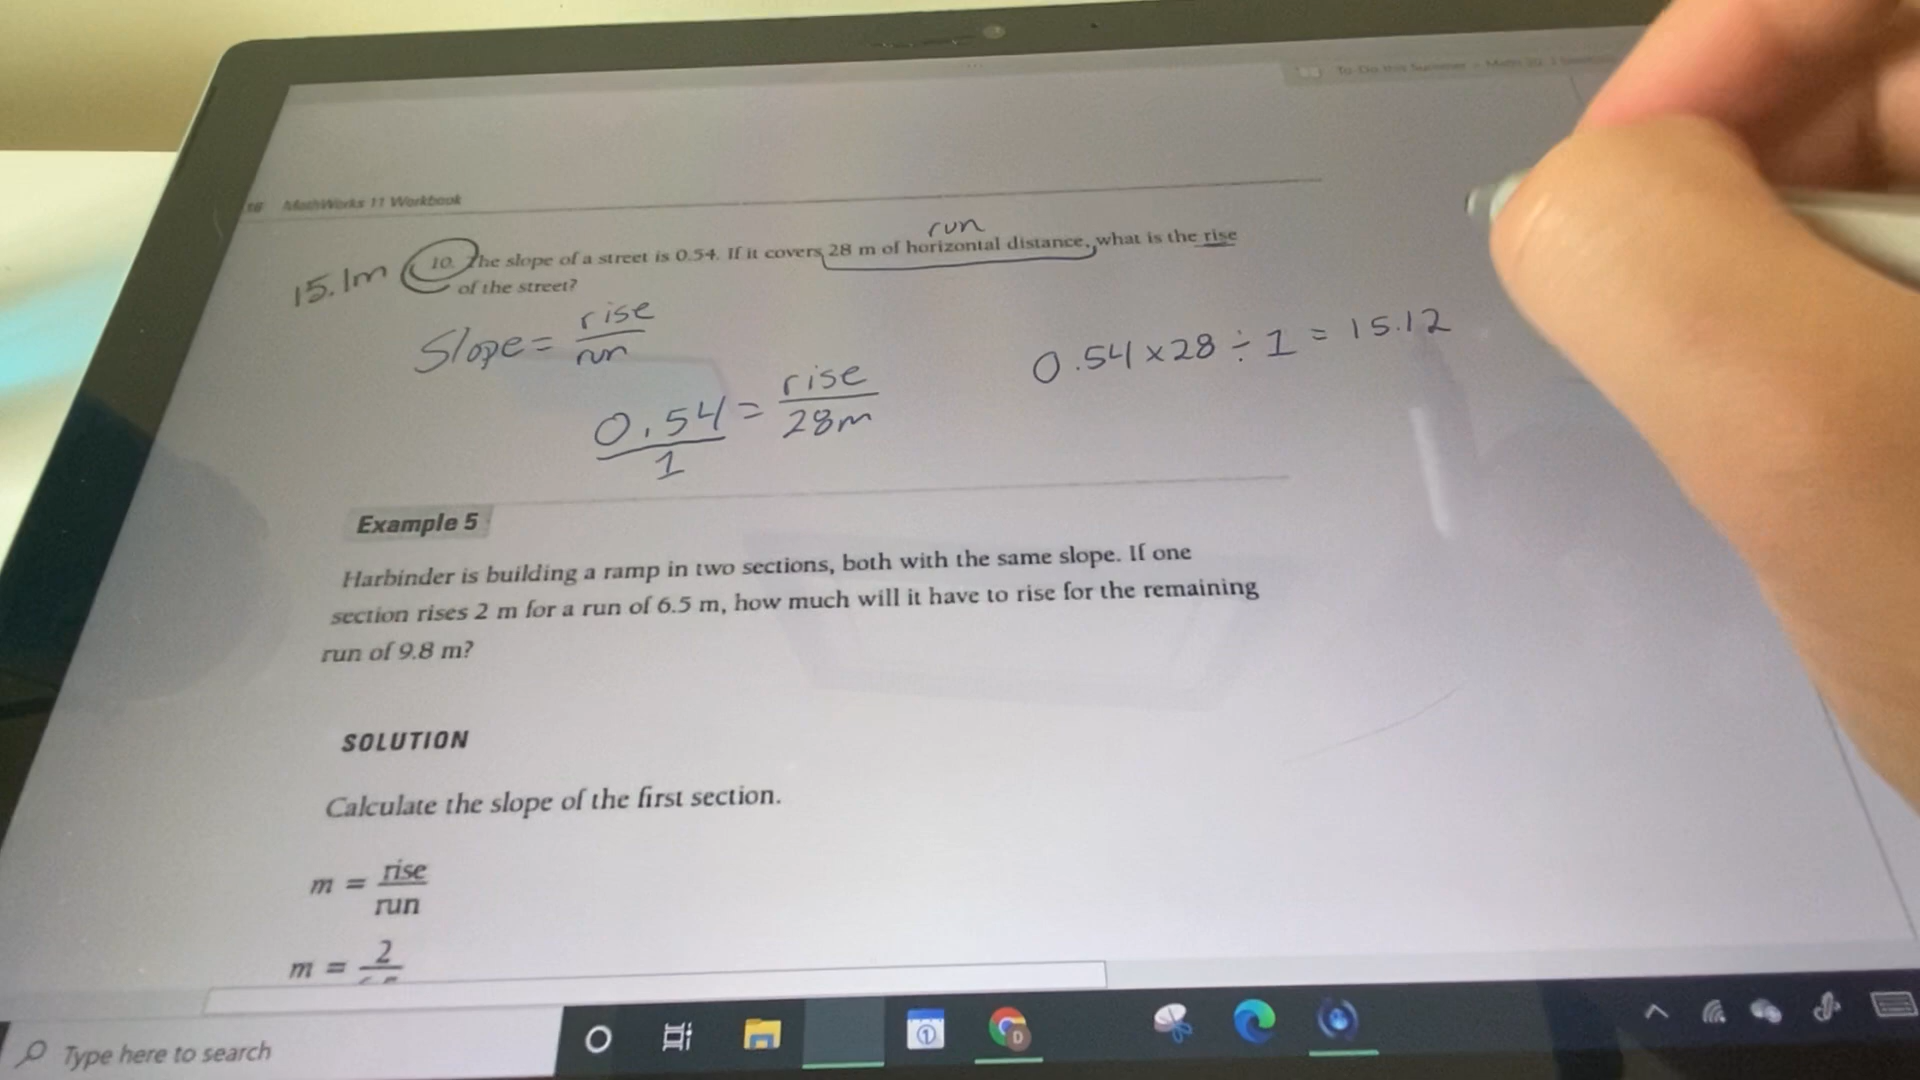 MathWorks 11 Workbook
run
10. The slope of a street is 0.54. If it covers 28 m of horizontal distance, what is the rise
of the street?
15.1m
Slope = rise
run
0.54 = rise
1 28m
0.54 x 28 ÷ 1 = 15.12
Example 5
Harbinder is building a ramp in two sections, both with the same slope. If one
section rises 2 m for a run of 6.5 m, how much will it have to rise for the remaining
run of 9.8 m?
SOLUTION
Calculate the slope of the first section.
m = rise
run
m = 2
Type here to search